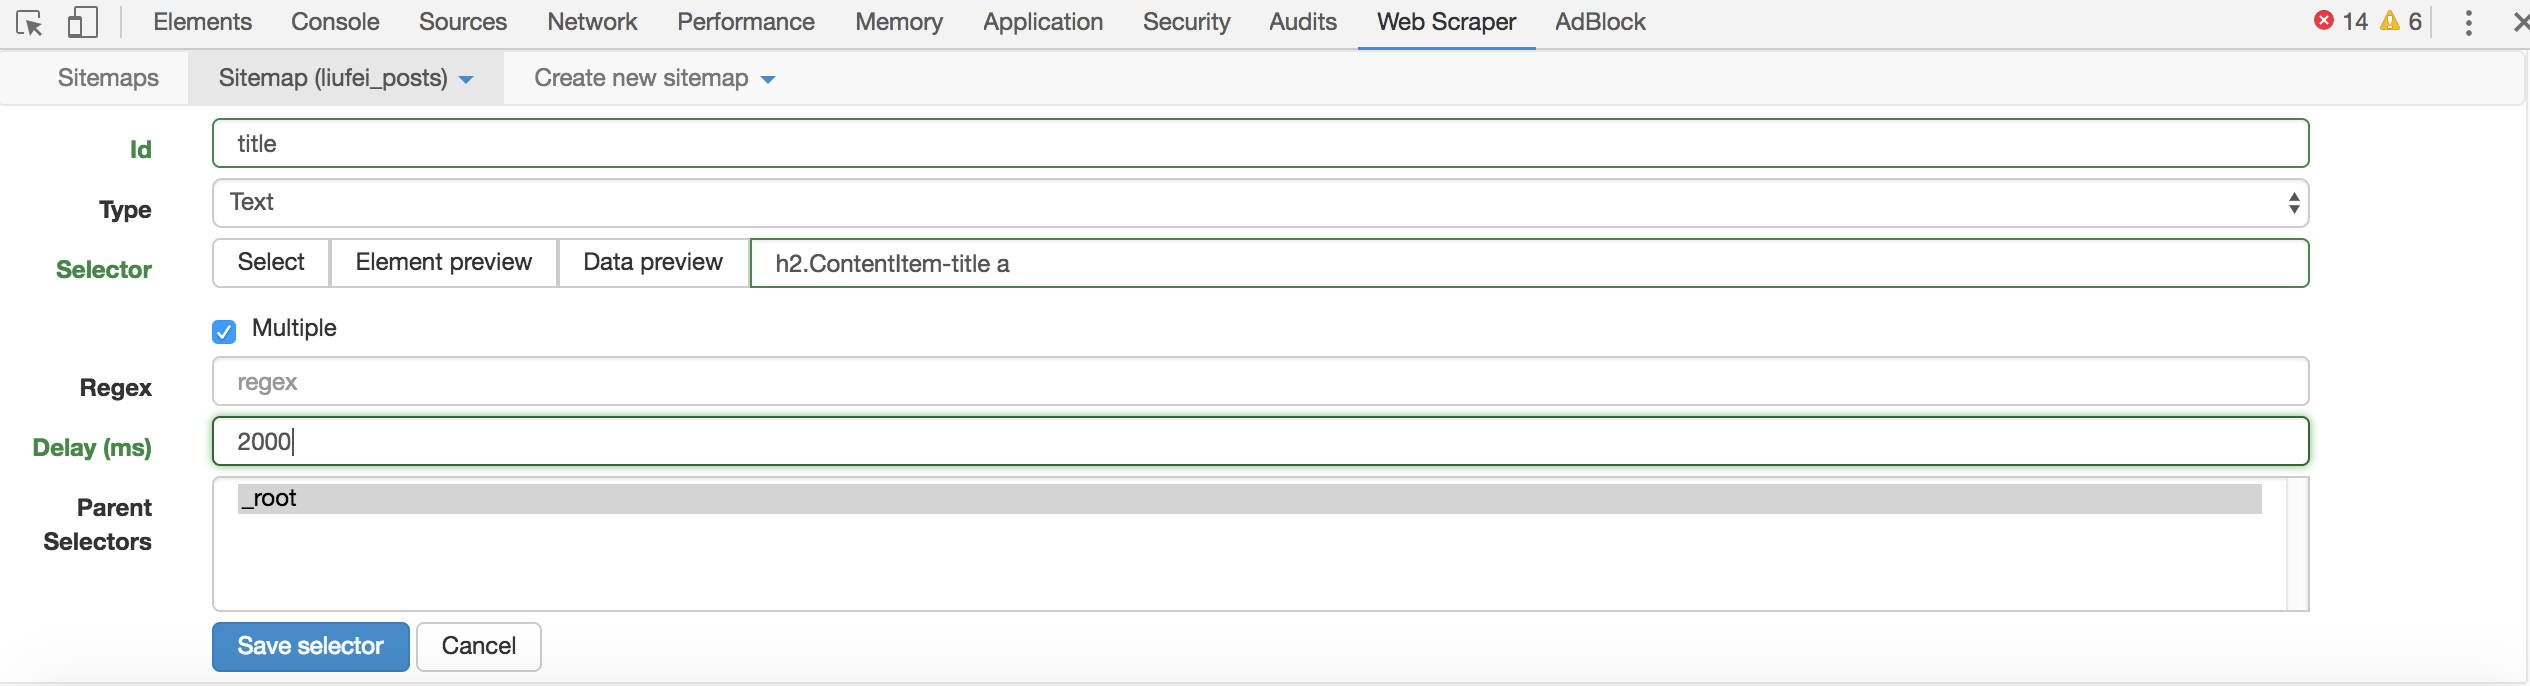 Elements Console Sources Network Performance Memory Application Security Audits Web Scraper AdBlock 14 6
Sitemaps Sitemap (liufei_posts) Create new sitemap
Id title
Type Text
Selector Select Element preview Data preview h2.ContentItem-title a
Multiple
Regex regex
Delay (ms) 2000
Parent Selectors _root
Save selector Cancel